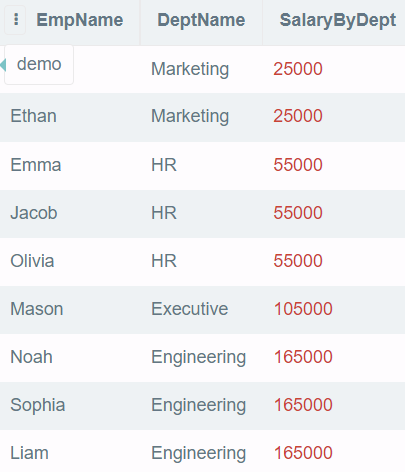 ⋮ EmpName DeptName SalaryByDept
demo Marketing 25000
Ethan Marketing 25000
Emma HR 55000
Jacob HR 55000
Olivia HR 55000
Mason Executive 105000
Noah Engineering 165000
Sophia Engineering 165000
Liam Engineering 165000